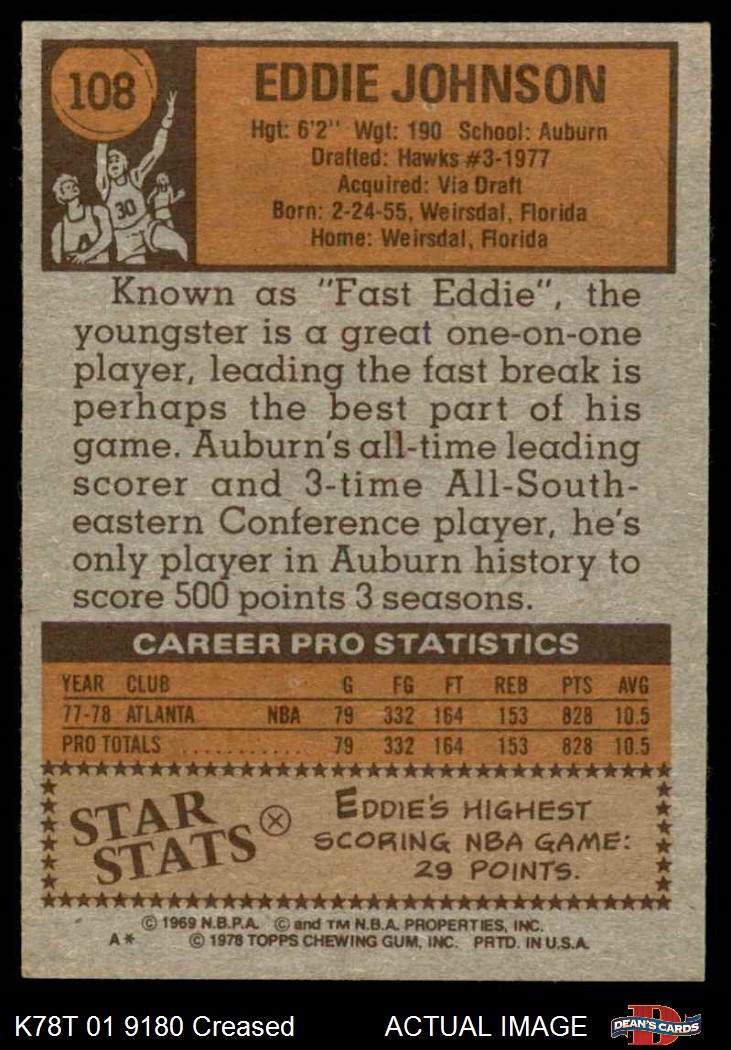 108
EDDIE JOHNSON
Hgt: 6'2" Wgt: 190 School: Auburn
Drafted: Hawks #3-1977
Acquired: Via Draft
Born: 2-24-55, Weirsdal, Florida
Home: Weirsdal, Florida
30
4
Known as "Fast Eddie", the
youngster is a great one-on-one
player, leading the fast break is
perhaps the best part of his
game. Auburn's all-time leading
scorer and 3-time All-South-
eastern Conference player, he's
only player in Auburn history to
score 500 points 3 seasons.
CAREER PRO STATISTICS
YEAR CLUB G FG FT REB PTS AVG
77-78 ATLANTA NBA 79 332 164 153 828 10.5
PRO TOTALS . . . . . . . . . . . 79 332 164 153 828 10.5
STAR
STATS
EDDIE'S HIGHEST
SCORING NBA GAME:
29 POINTS.
© 1969 N.B.P.A. © and TM N.B.A. PROPERTIES, INC.
A* © 1978 TOPPS CHEWING GUM, INC. PRTD. IN U.S.A.
K78T 01 9180 Creased ACTUAL IMAGE
D
DEAN'S CARDS